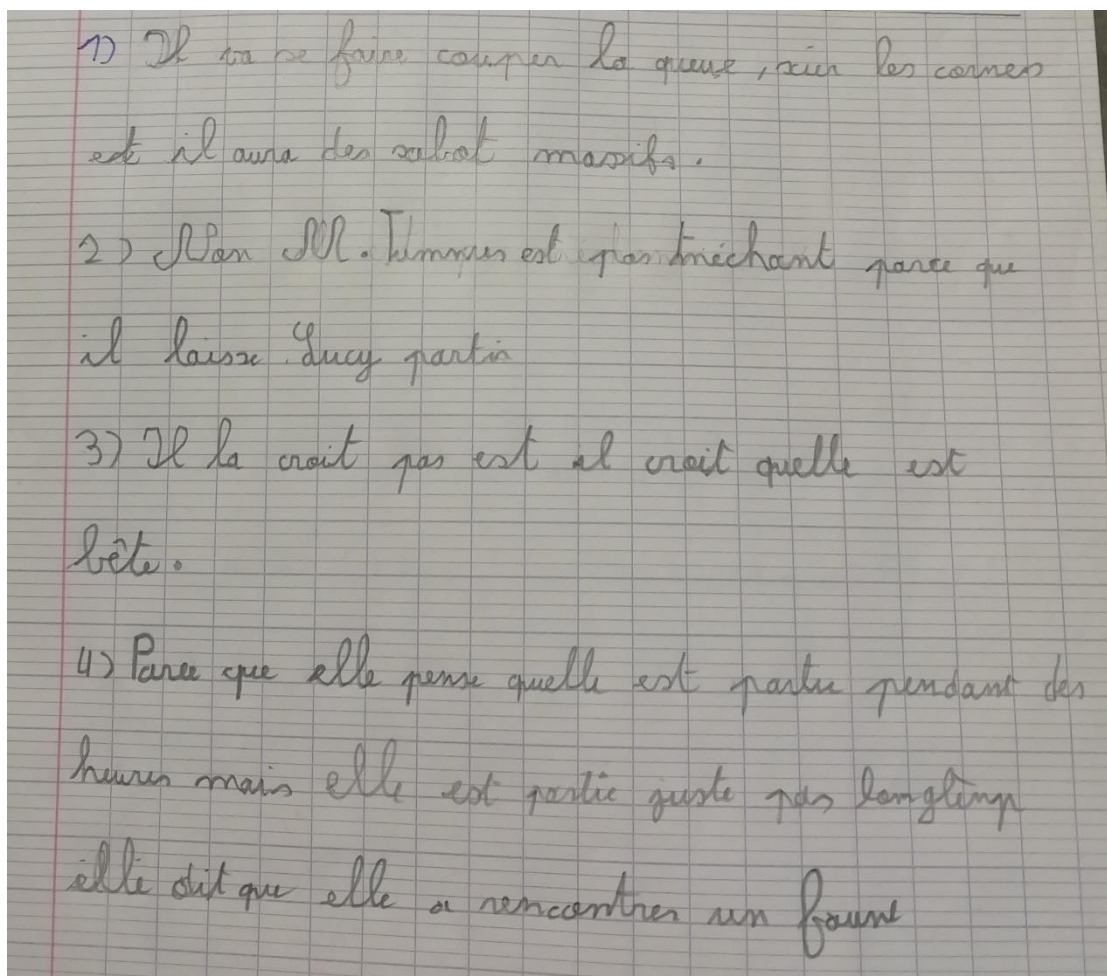 1) Il va se faire couper la queue, scier les cornes
est il aura des sabot massifs.
2) Non M. Tumnus est pas méchant parce que
il laisse Lucy partir
3) Il la croit pas est il croit quelle est
bête.
4) Parce que elle pense quelle est partie pendant des
heures mais elle est partie juste pas longtemp
elle dit que elle a rencontrer un faune